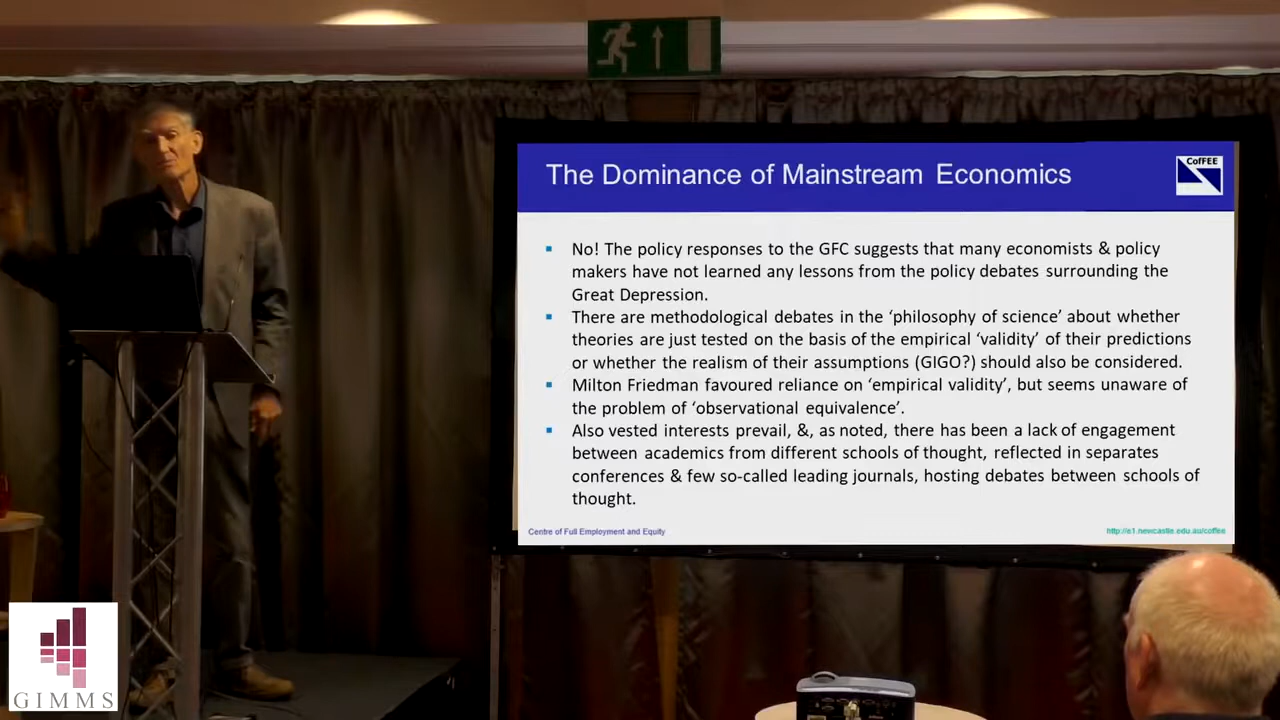 The Dominance of Mainstream Economics
CofFEE
No! The policy responses to the GFC suggests that many economists & policy
makers have not learned any lessons from the policy debates surrounding the
Great Depression.
There are methodological debates in the ‘philosophy of science’ about whether
theories are just tested on the basis of the empirical ‘validity’ of their predictions
or whether the realism of their assumptions (GIGO?) should also be considered.
Milton Friedman favoured reliance on ‘empirical validity’, but seems unaware of
the problem of ‘observational equivalence’.
Also vested interests prevail, &, as noted, there has been a lack of engagement
between academics from different schools of thought, reflected in separates
conferences & few so-called leading journals, hosting debates between schools of
thought.
Centre of Full Employment and Equity
http://e1.newcastle.edu.au/coffee
GIMMS